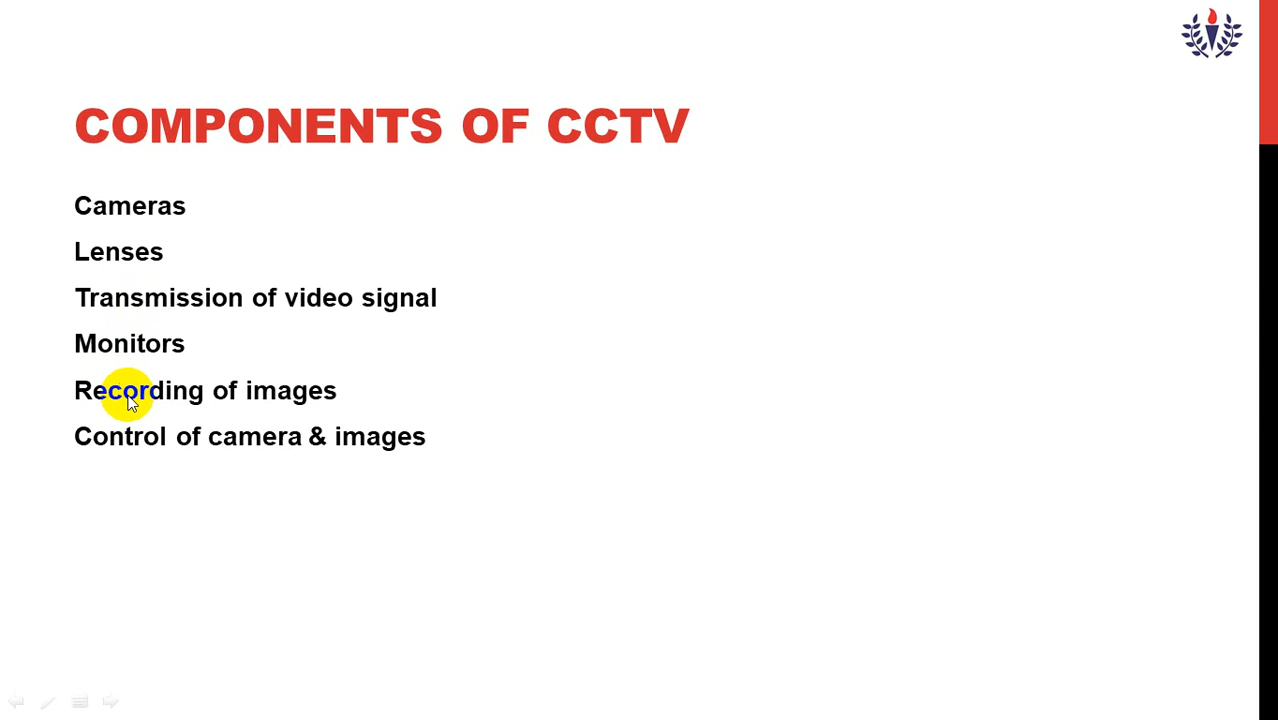 COMPONENTS OF CCTV
Cameras
Lenses
Transmission of video signal
Monitors
Recording of images
Control of camera & images